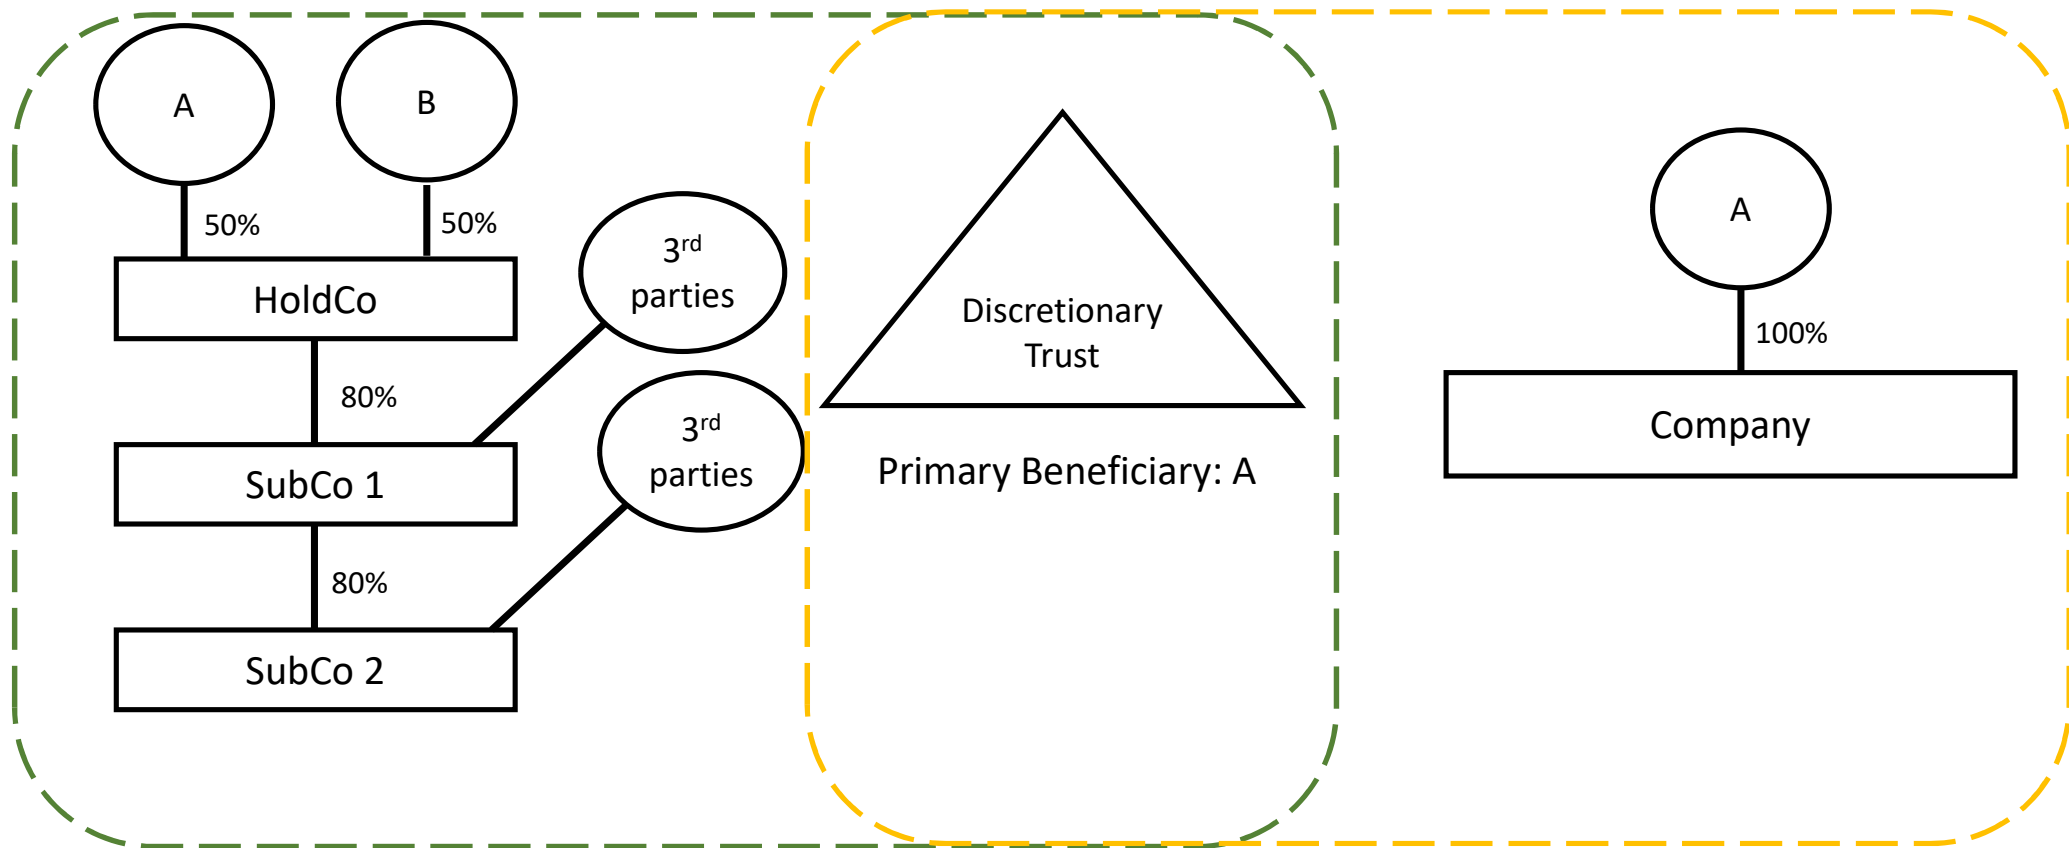 A
B
50%
50%
HoldCo
3rd
parties
80%
SubCo 1
3rd
parties
80%
SubCo 2
Discretionary
Trust
Primary Beneficiary: A
A
100%
Company